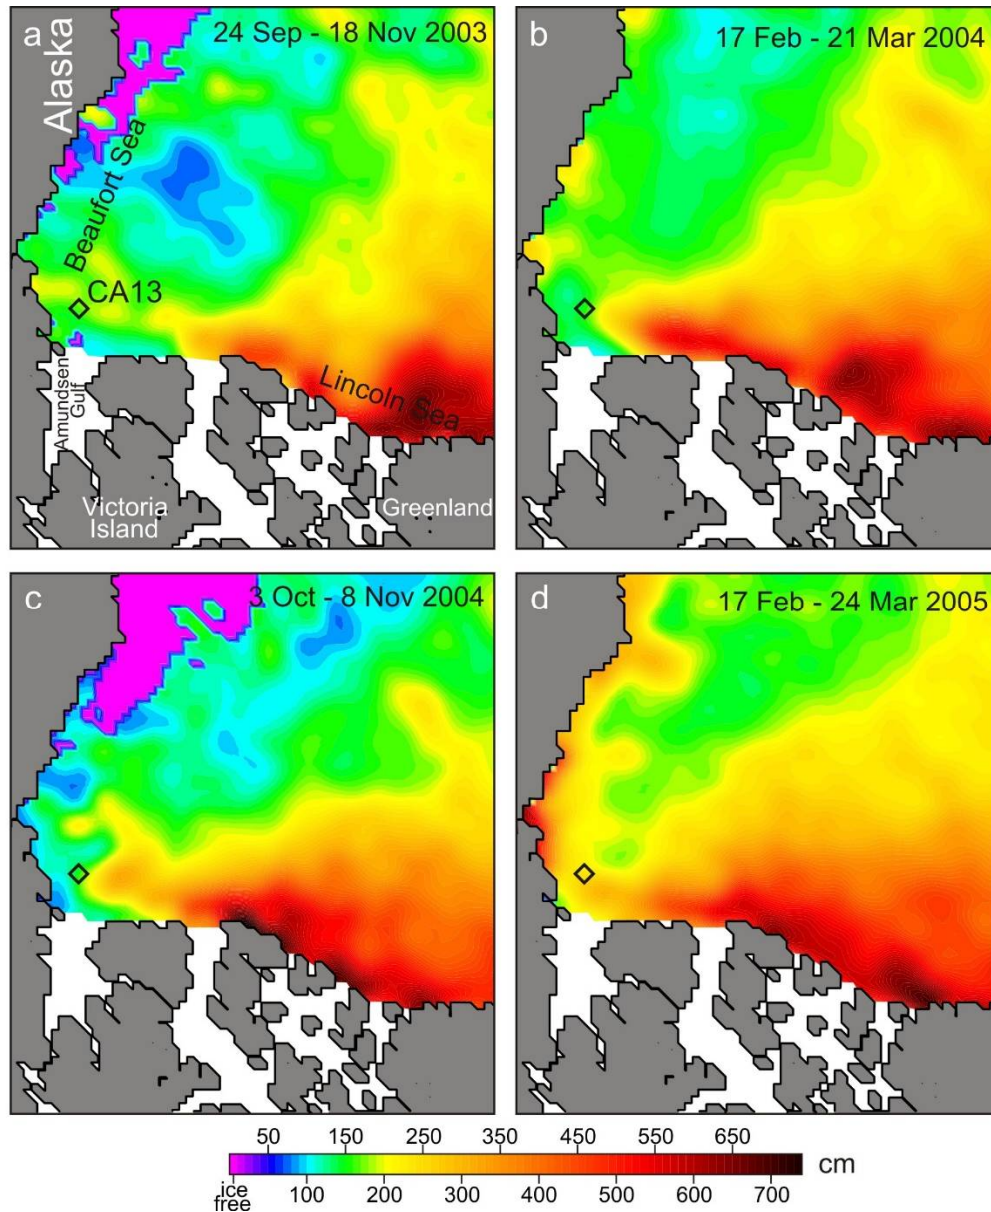 a
24 Sep - 18 Nov 2003
Alaska
Beaufort Sea
CA13
Amundsen
Gulf
Lincoln Sea
Victoria
Island
Greenland
b
17 Feb - 21 Mar 2004
c
3 Oct - 8 Nov 2004
d
17 Feb - 24 Mar 2005
50 150 250 350 450 550 650
cm
ice
free
100 200 300 400 500 600 700